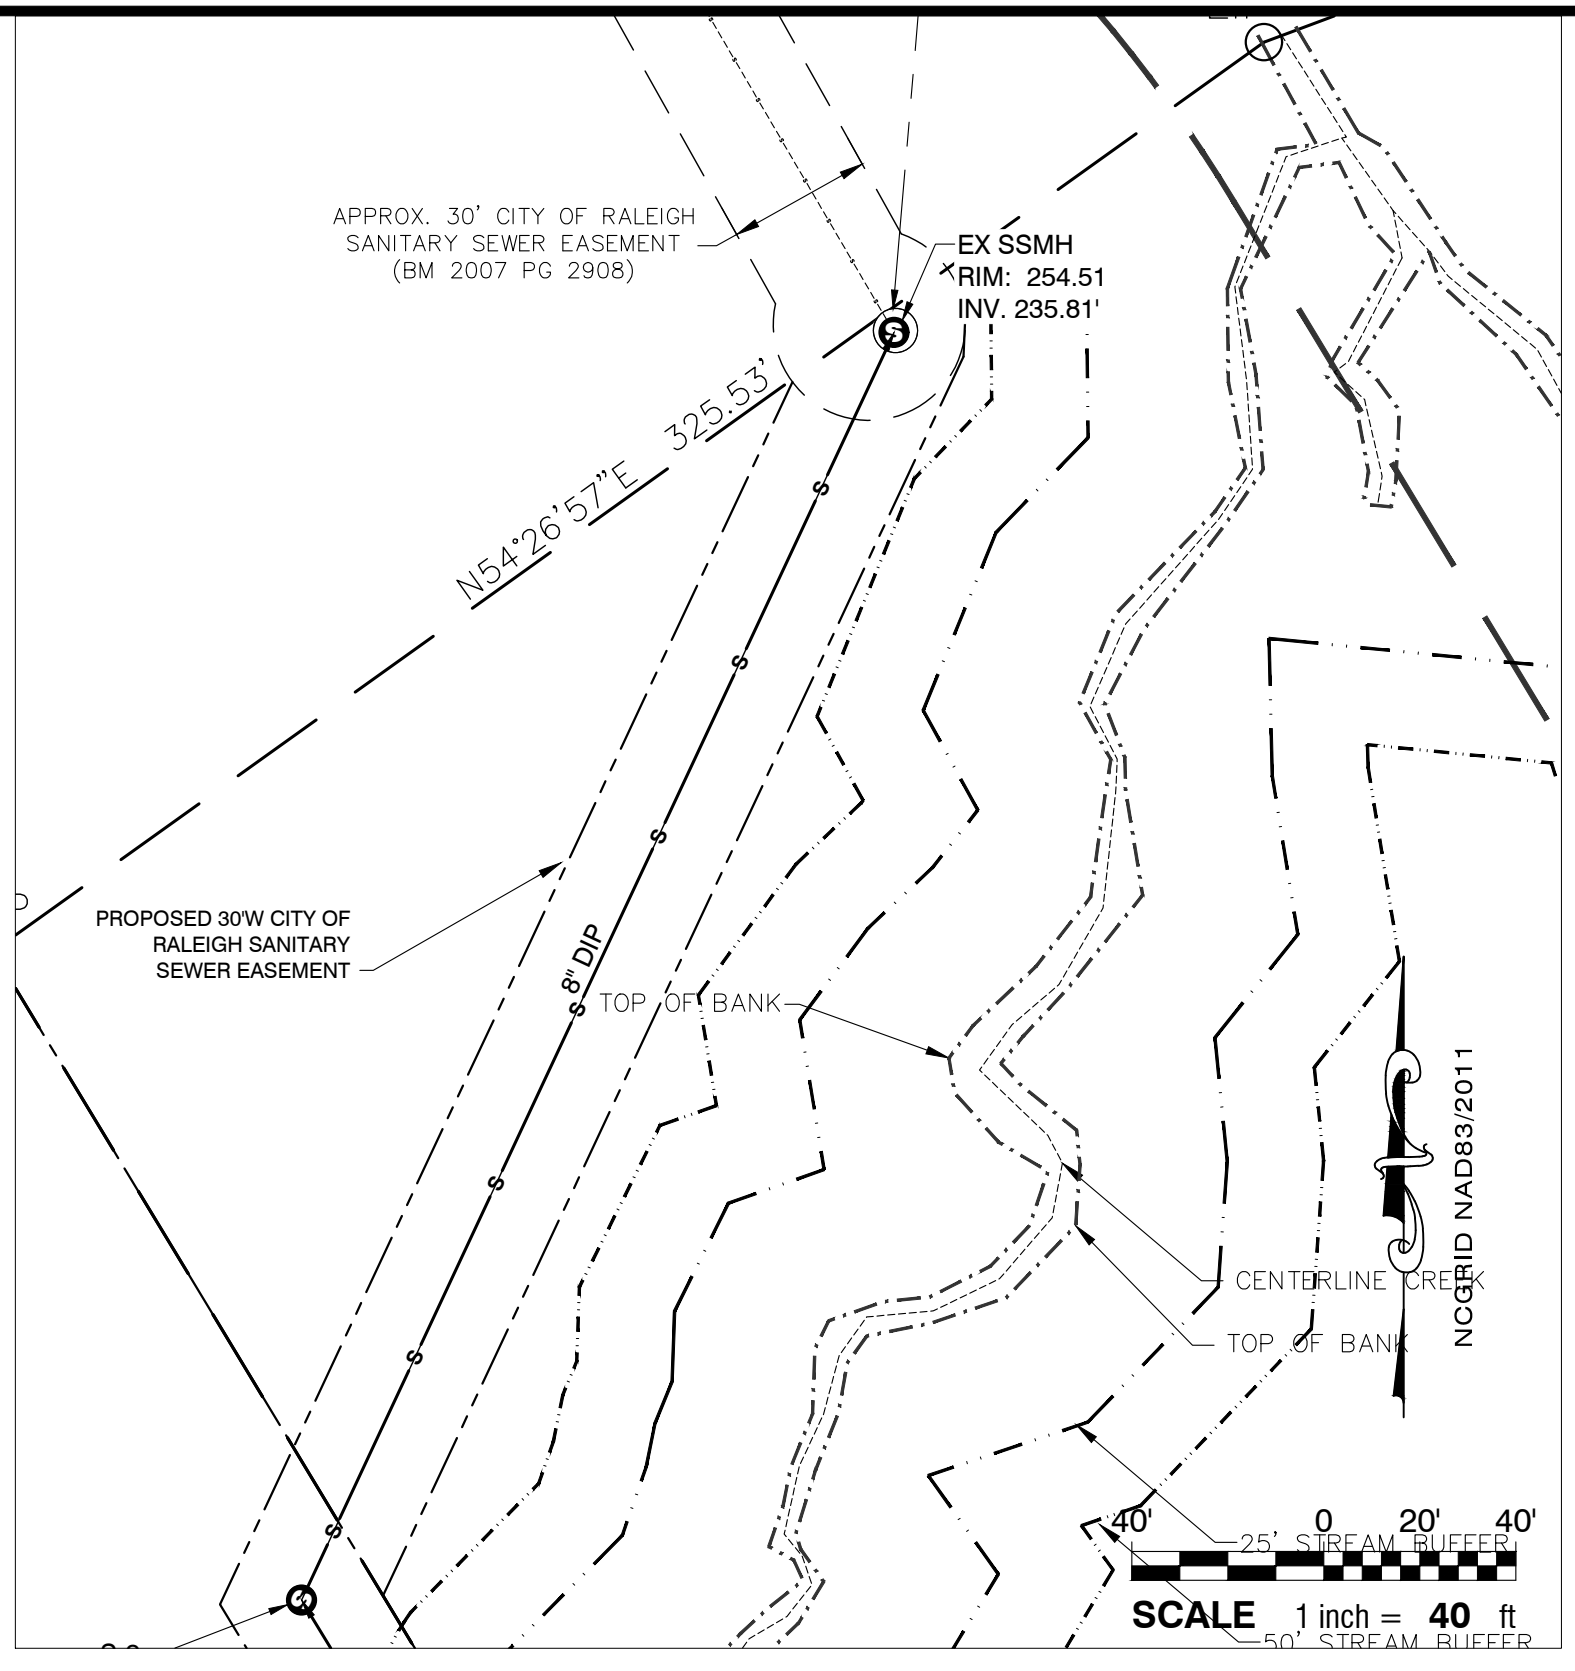 APPROX. 30' CITY OF RALEIGH
SANITARY SEWER EASEMENT
(BM 2007 PG 2908)
EX SSMH
RIM: 254.51
INV. 235.81'
N54°26'57"E 325.53'
S
S
S
PROPOSED 30'W CITY OF
RALEIGH SANITARY
SEWER EASEMENT
8" DIP
S
TOP OF BANK
S
S
S
NCGRID NAD83/2011
CENTERLINE CREEK
TOP OF BANK
40' 0 20' 40'
25' STREAM BUFFER
SCALE 1 inch = 40 ft
50' STREAM BUFFER